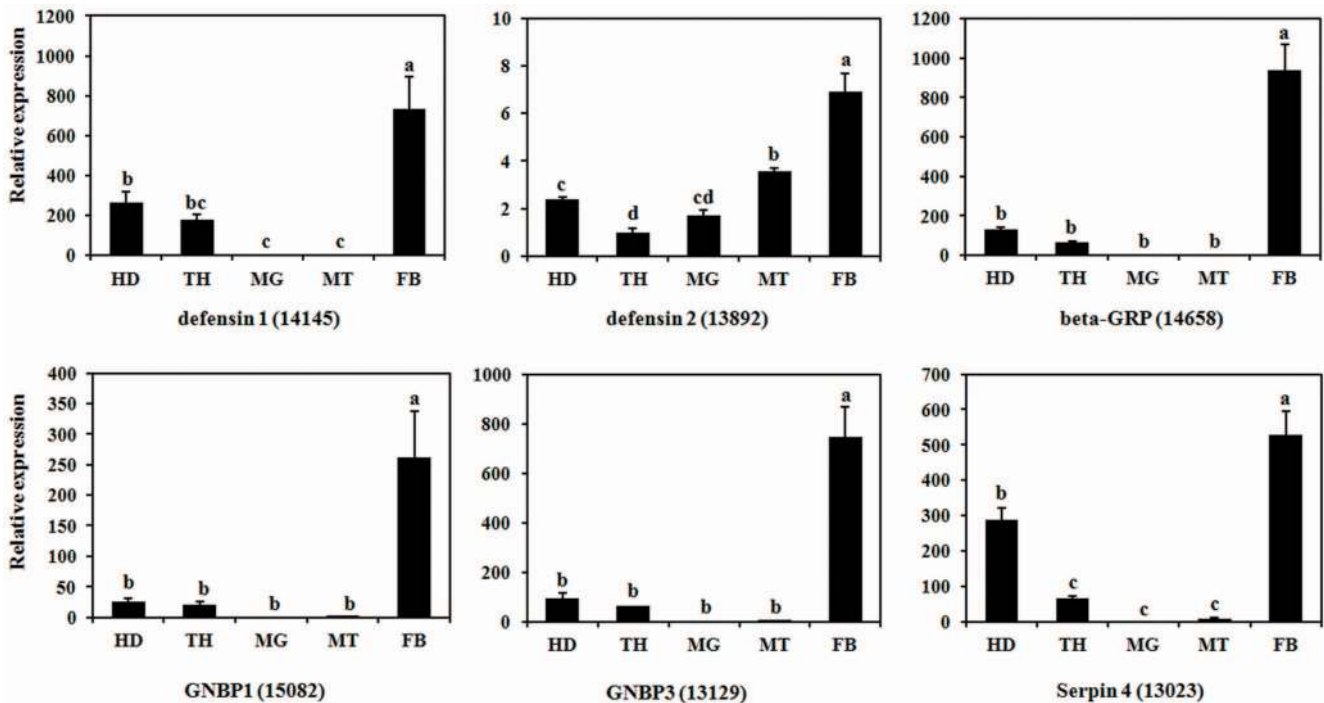 Relative expression
1200
1000
800
600
400
200
0
b
bc
c
c
a
HD TH MG MT FB
defensin 1 (14145)
10
8
6
4
2
0
c
d
cd
b
a
HD TH MG MT FB
defensin 2 (13892)
1200
1000
800
600
400
200
0
b
b
b
b
a
HD TH MG MT FB
beta-GRP (14658)
Relative expression
400
350
300
250
200
150
100
50
0
b
b
b
b
a
HD TH MG MT FB
GNBP1 (15082)
1000
800
600
400
200
0
b
b
b
b
a
HD TH MG MT FB
GNBP3 (13129)
700
600
500
400
300
200
100
0
b
c
c
c
a
HD TH MG MT FB
Serpin 4 (13023)